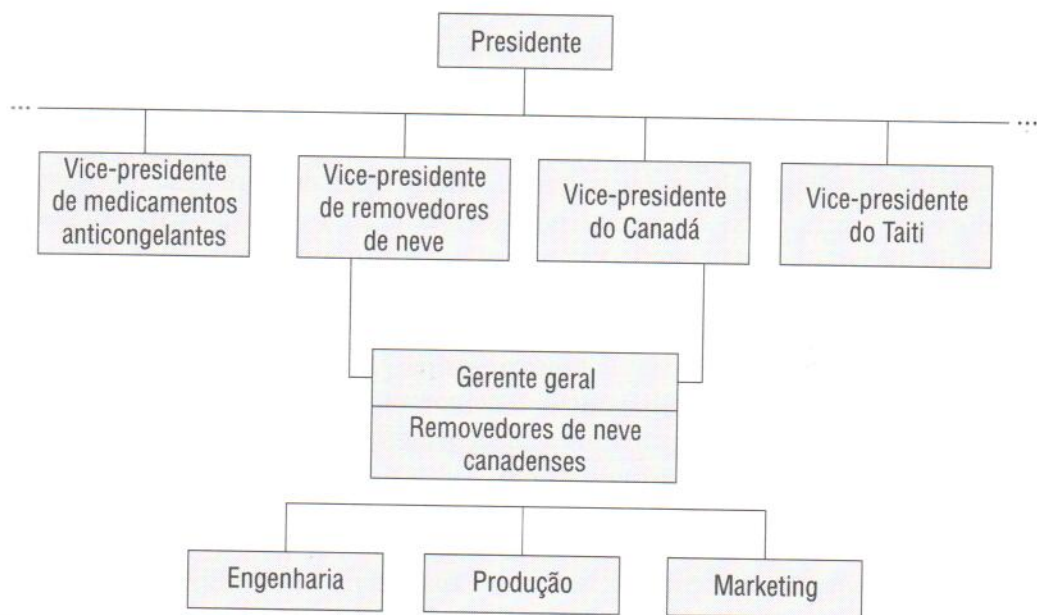 Presidente
...
...
Vice-presidente
de medicamentos
anticongelantes
Vice-presidente
de removedores
de neve
Vice-presidente
do Canadá
Vice-presidente
do Taiti
Gerente geral
Removedores de neve
canadenses
Engenharia
Produção
Marketing